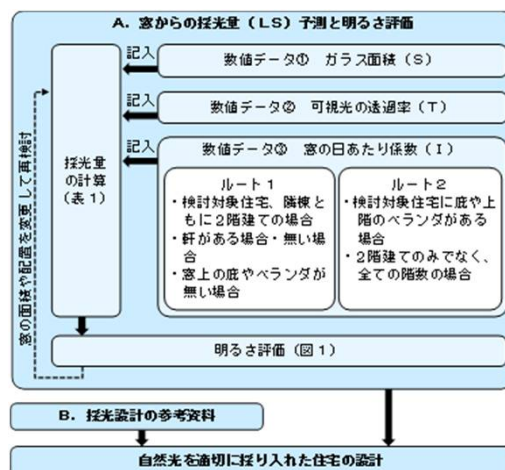 A. 窓からの採光量（LS）予測と明るさ評価
記入
数値データ① ガラス面積（S）
記入
数値データ② 可視光の透過率（T）
記入
数値データ③ 窓の日あたり係数（I）
採光量
の計算
（表1）
ルート1
・検討対象住宅、隣棟
ともに2階建ての場合
・軒がある場合・無い場
合
・窓上の庇やベランダが
無い場合
ルート2
・検討対象住宅に庇や上
階のベランダがある
場合
・2階建てのみでなく、
全ての階数の場合
窓の面積や配置を変更して再検討
明るさ評価（図1）
B. 採光設計の参考資料
自然光を適切に採り入れた住宅の設計